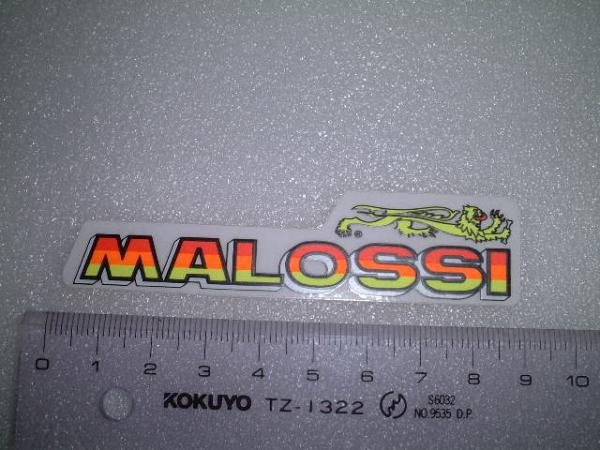 ®
MALOSSI
0 1 2 3 4 5 6 7 8 9 10
KOKUYO TZ-1322 S6032
NO.9535 D.P.